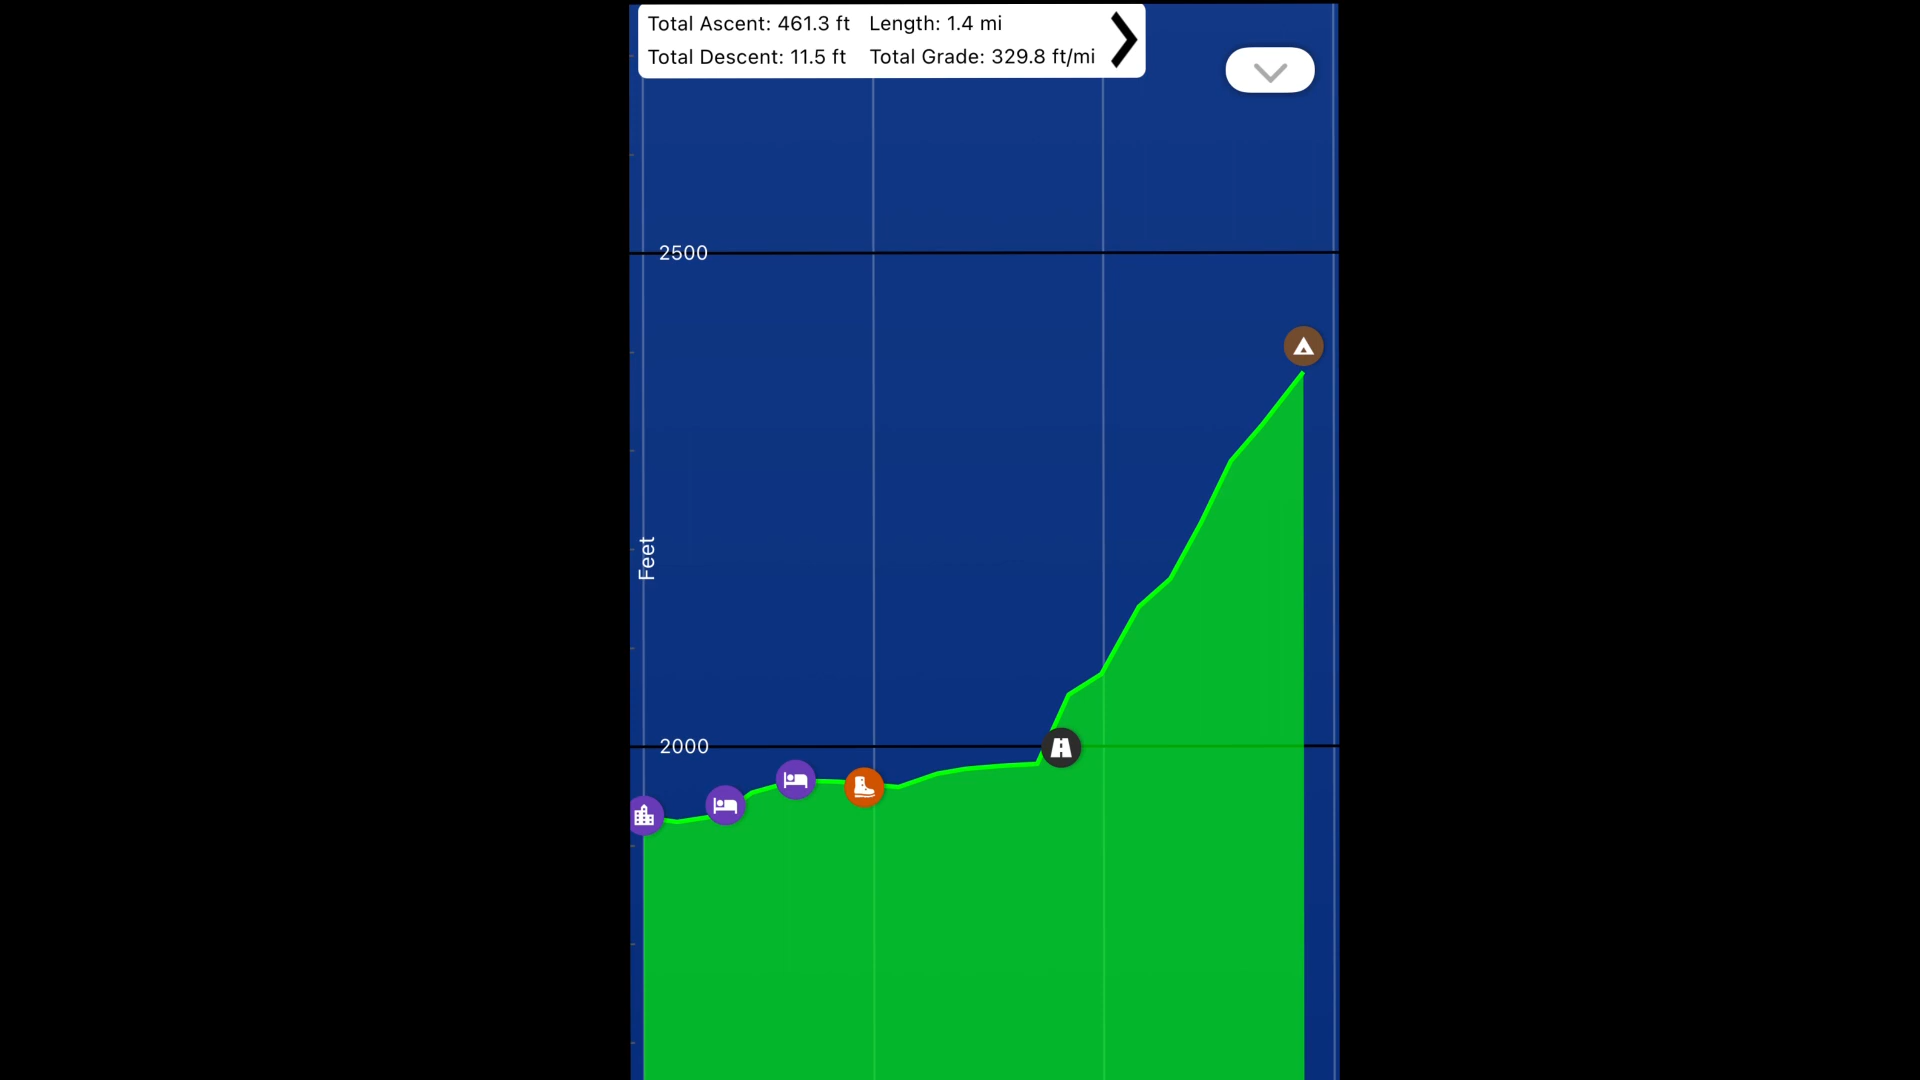 Total Ascent: 461.3 ft Length: 1.4 mi
Total Descent: 11.5 ft Total Grade: 329.8 ft/mi
2500
Feet
2000